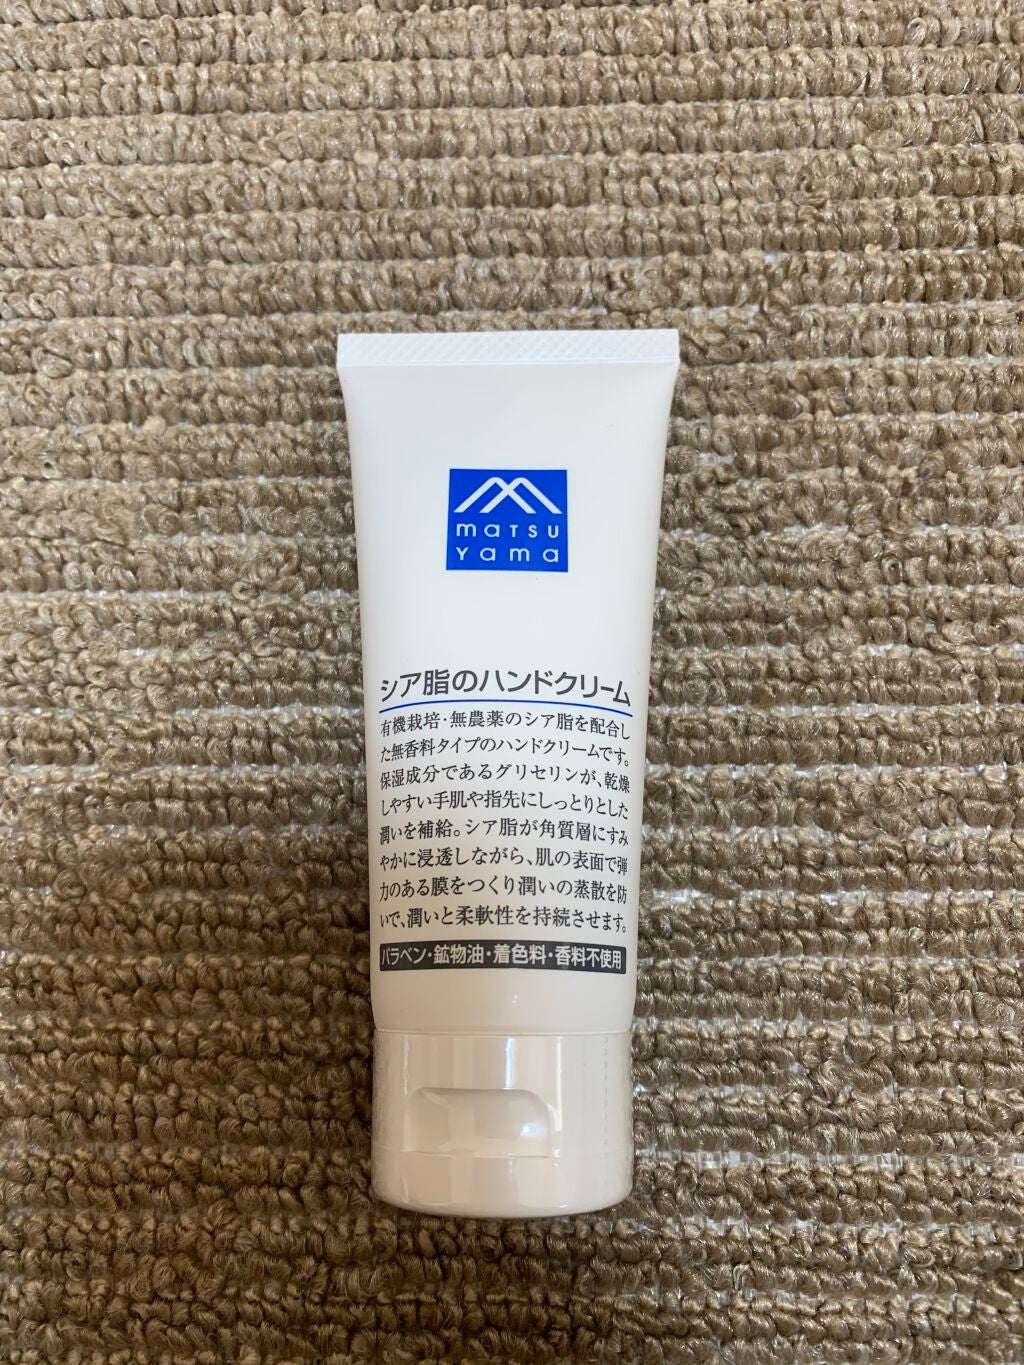 matsu
yama
シア脂のハンドクリーム
有機栽培・無農薬のシア脂を配合し
た無香料タイプのハンドクリームです。
保湿成分であるグリセリンが、乾燥
しやすい手肌や指先にしっとりとした
潤いを補給。シア脂が角質層にすみ
やかに浸透しながら、肌の表面で弾
力のある膜をつくり潤いの蒸散を防
いで、潤いと柔軟性を持続させます。
パラベン・鉱物油・着色料・香料不使用